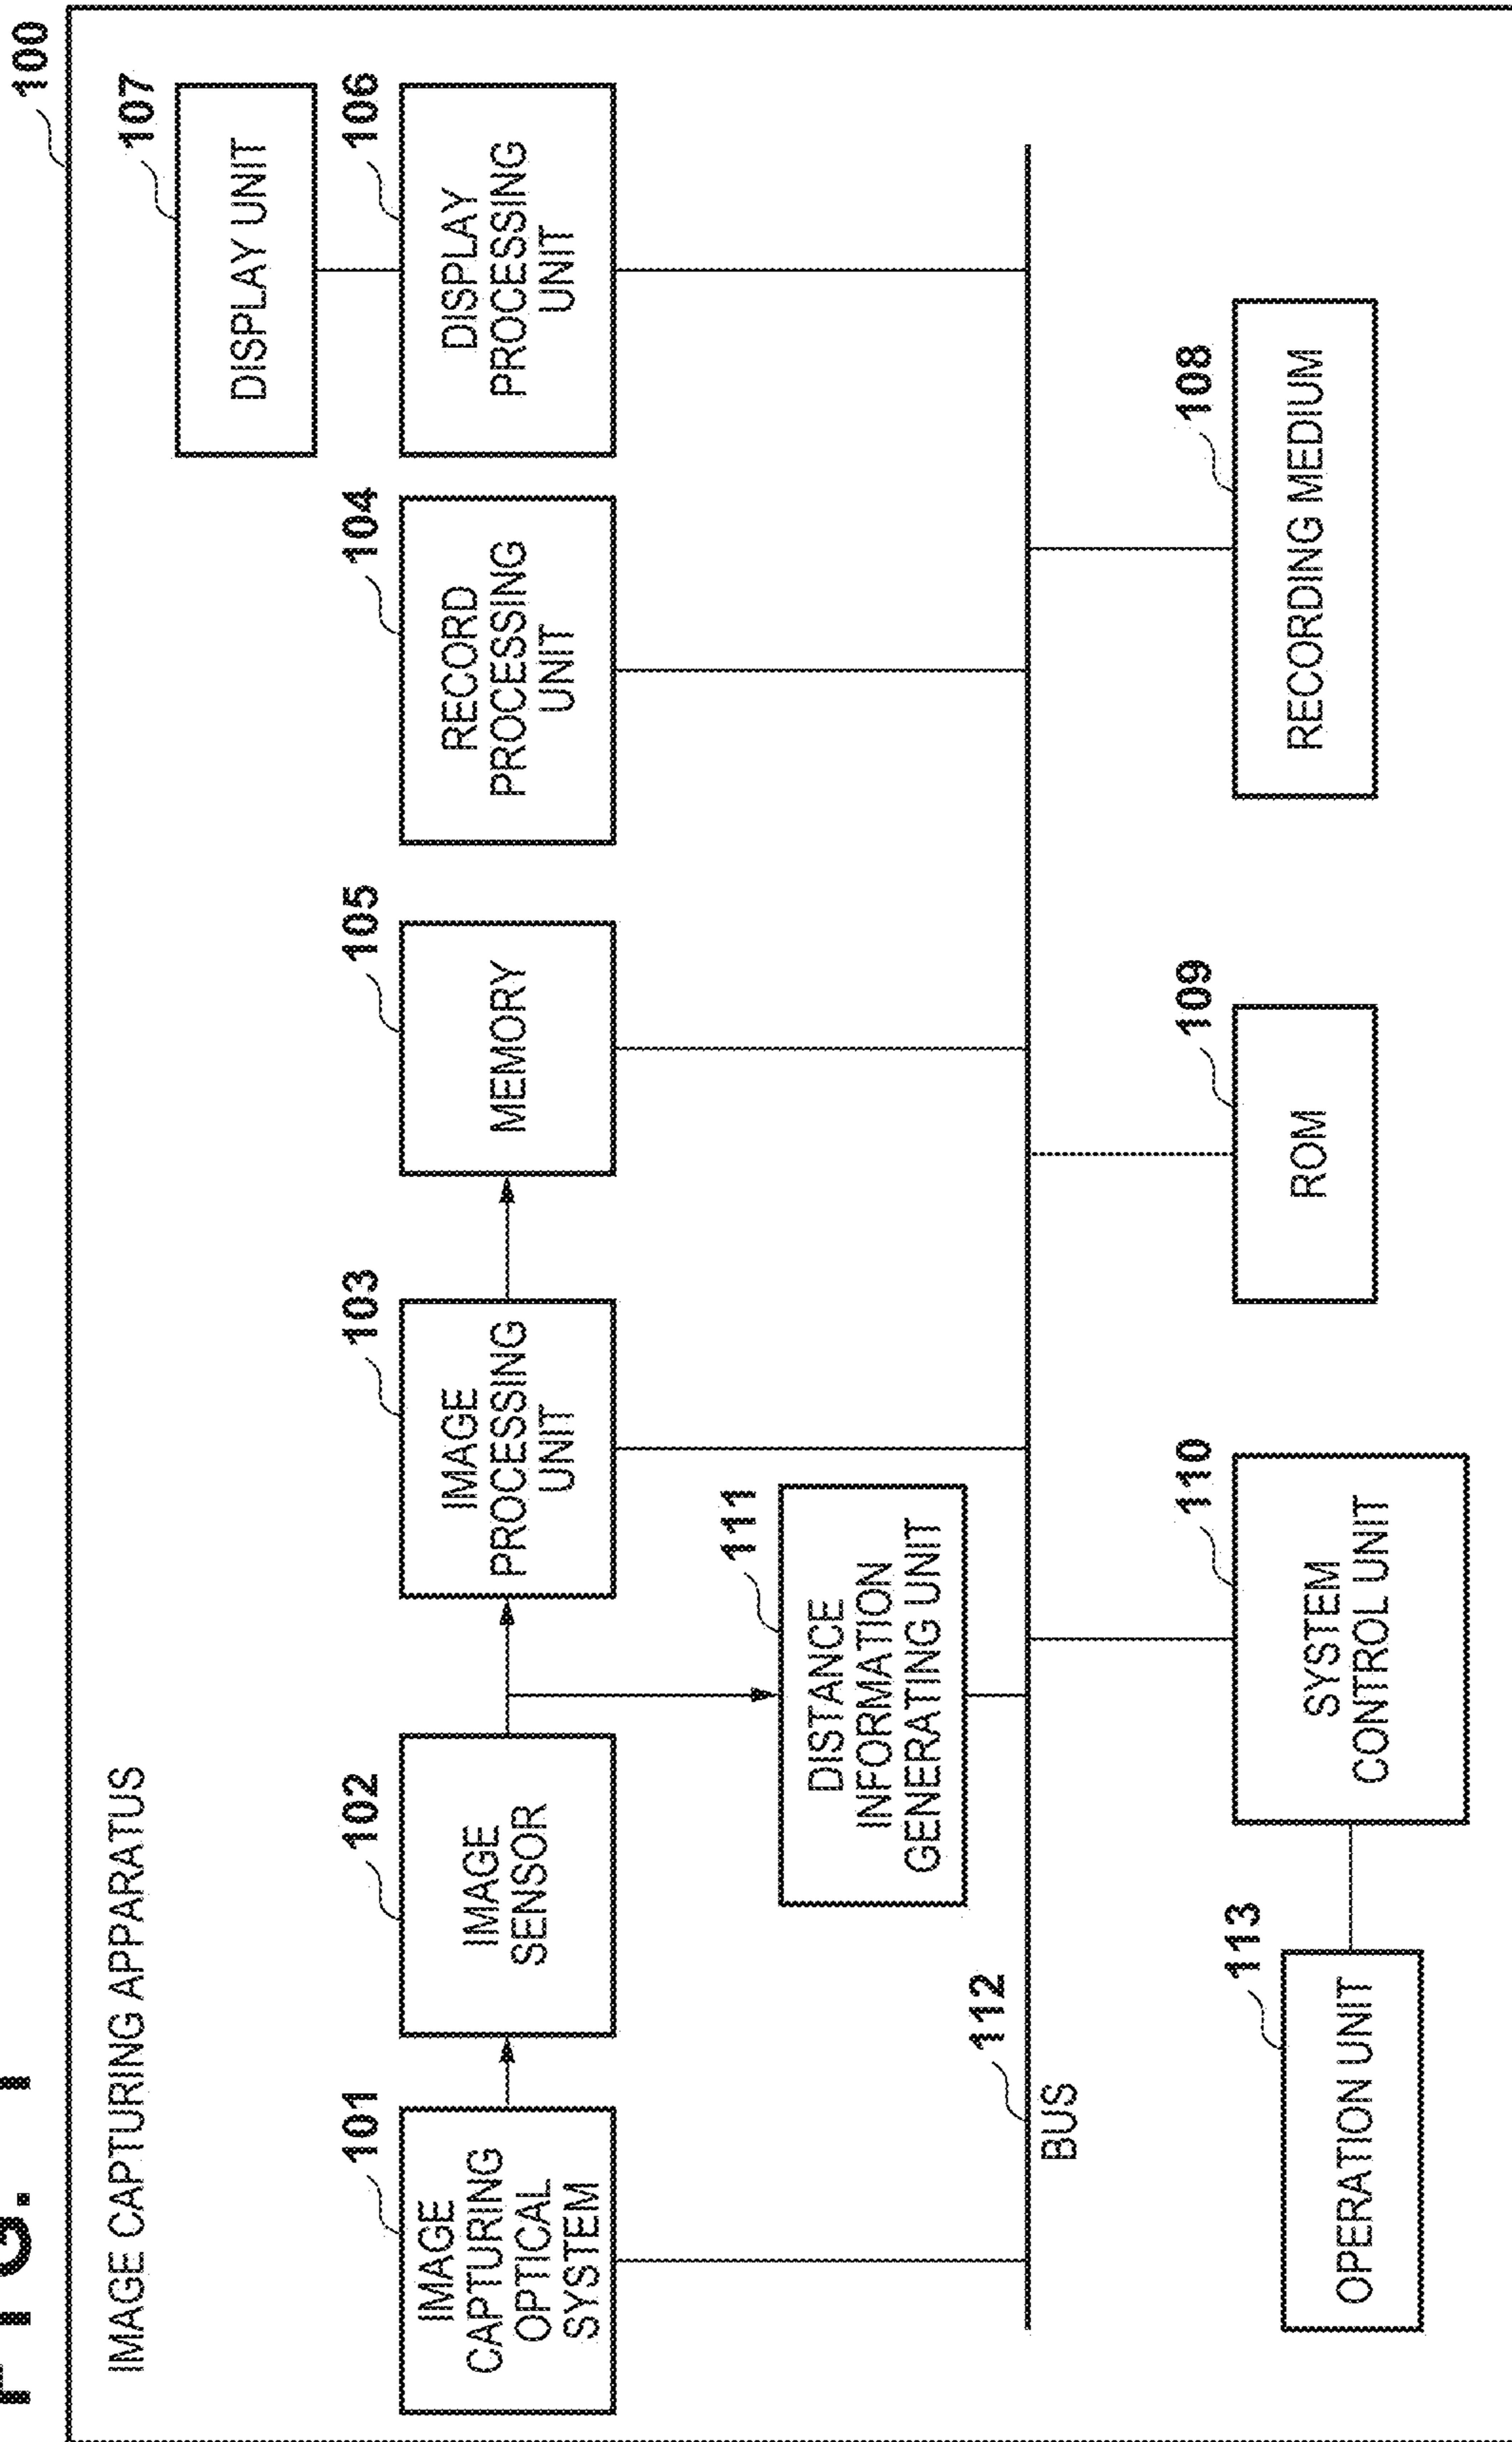 FIG. 1
100
IMAGE CAPTURING APPARATUS
107
DISPLAY UNIT
101
IMAGE
CAPTURING
OPTICAL
SYSTEM
102
IMAGE
SENSOR
103
IMAGE
PROCESSING
UNIT
105
MEMORY
104
RECORD
PROCESSING
UNIT
106
DISPLAY
PROCESSING
UNIT
111
DISTANCE
INFORMATION
GENERATING UNIT
112
BUS
113
OPERATION UNIT
110
SYSTEM
CONTROL UNIT
109
ROM
108
RECORDING MEDIUM